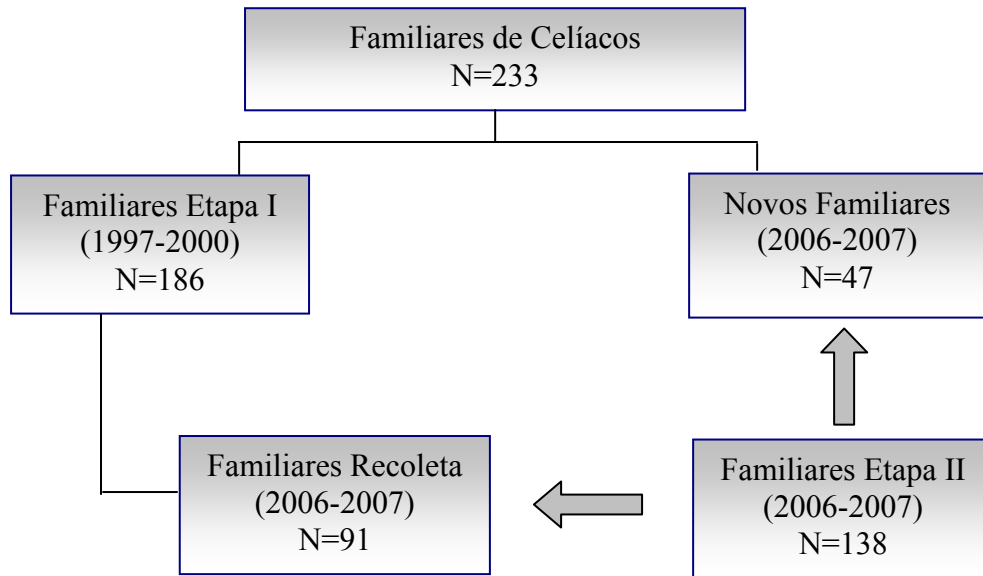 Familiares de Celíacos
N=233
Familiares Etapa I
(1997-2000)
N=186
Novos Familiares
(2006-2007)
N=47
Familiares Recoleta
(2006-2007)
N=91
Familiares Etapa II
(2006-2007)
N=138